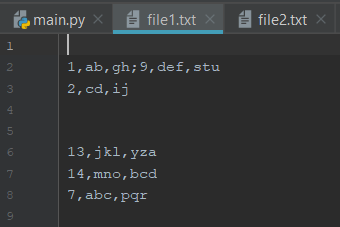 main.py file1.txt file2.txt
1
2 1,ab,gh;9,def,stu
3 2,cd,ij
4
5
6 13,jkl,yza
7 14,mno,bcd
8 7,abc,pqr
9